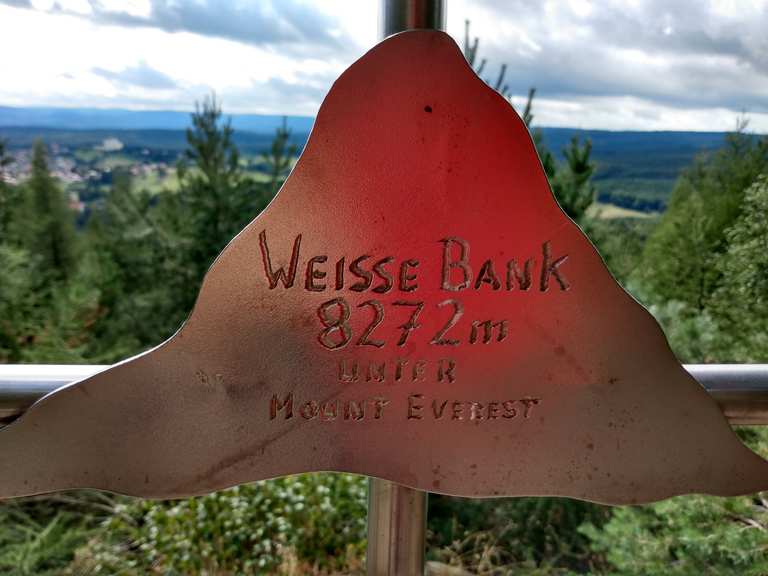 WEISSE BANK
8272m
UNTER
MOUNT EVEREST